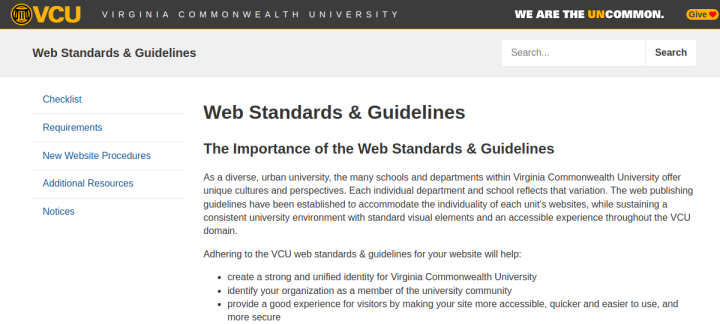 VCU VIRGINIA COMMONWEALTH UNIVERSITY WE ARE THE UNCOMMON. Give
Web Standards & Guidelines Search... Search
Checklist
Requirements
New Website Procedures
Additional Resources
Notices
Web Standards & Guidelines
The Importance of the Web Standards & Guidelines
As a diverse, urban university, the many schools and departments within Virginia Commonwealth University offer
unique cultures and perspectives. Each individual department and school reflects that variation. The web publishing
guidelines have been established to accommodate the individuality of each unit's websites, while sustaining a
consistent university environment with standard visual elements and an accessible experience throughout the VCU
domain.
Adhering to the VCU web standards & guidelines for your website will help:
• create a strong and unified identity for Virginia Commonwealth University
• identify your organization as a member of the university community
• provide a good experience for visitors by making your site more accessible, quicker and easier to use, and
more secure